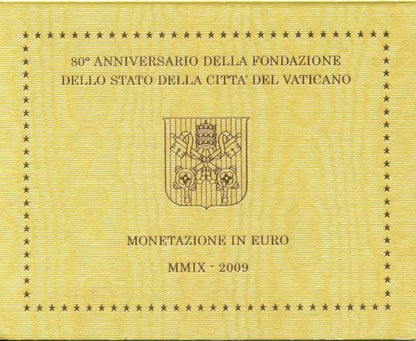 80° ANNIVERSARIO DELLA FONDAZIONE
DELLO STATO DELLA CITTA' DEL VATICANO
MONETAZIONE IN EURO
MMIX - 2009